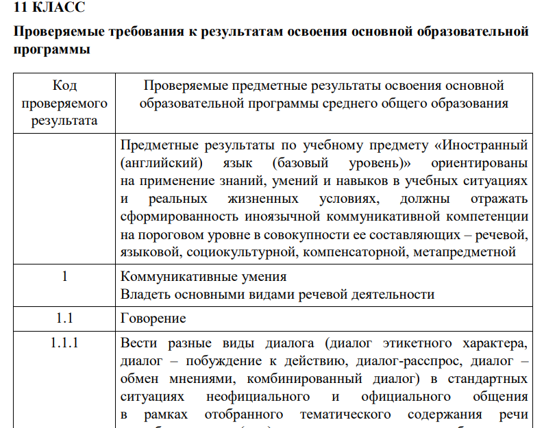 11 КЛАСС
Проверяемые требования к результатам освоения основной образовательной
программы
Код
проверяемого
результата
Проверяемые предметные результаты освоения основной
образовательной программы среднего общего образования
Предметные результаты по учебному предмету «Иностранный
(английский) язык (базовый уровень)» ориентированы
на применение знаний, умений и навыков в учебных ситуациях
и реальных жизненных условиях, должны отражать
сформированность иноязычной коммуникативной компетенции
на пороговом уровне в совокупности ее составляющих – речевой,
языковой, социокультурной, компенсаторной, метапредметной
1
Коммуникативные умения
Владеть основными видами речевой деятельности
1.1
Говорение
1.1.1
Вести разные виды диалога (диалог этикетного характера,
диалог – побуждение к действию, диалог-расспрос, диалог –
обмен мнениями, комбинированный диалог) в стандартных
ситуациях неофициального и официального общения
в рамках отобранного тематического содержания речи